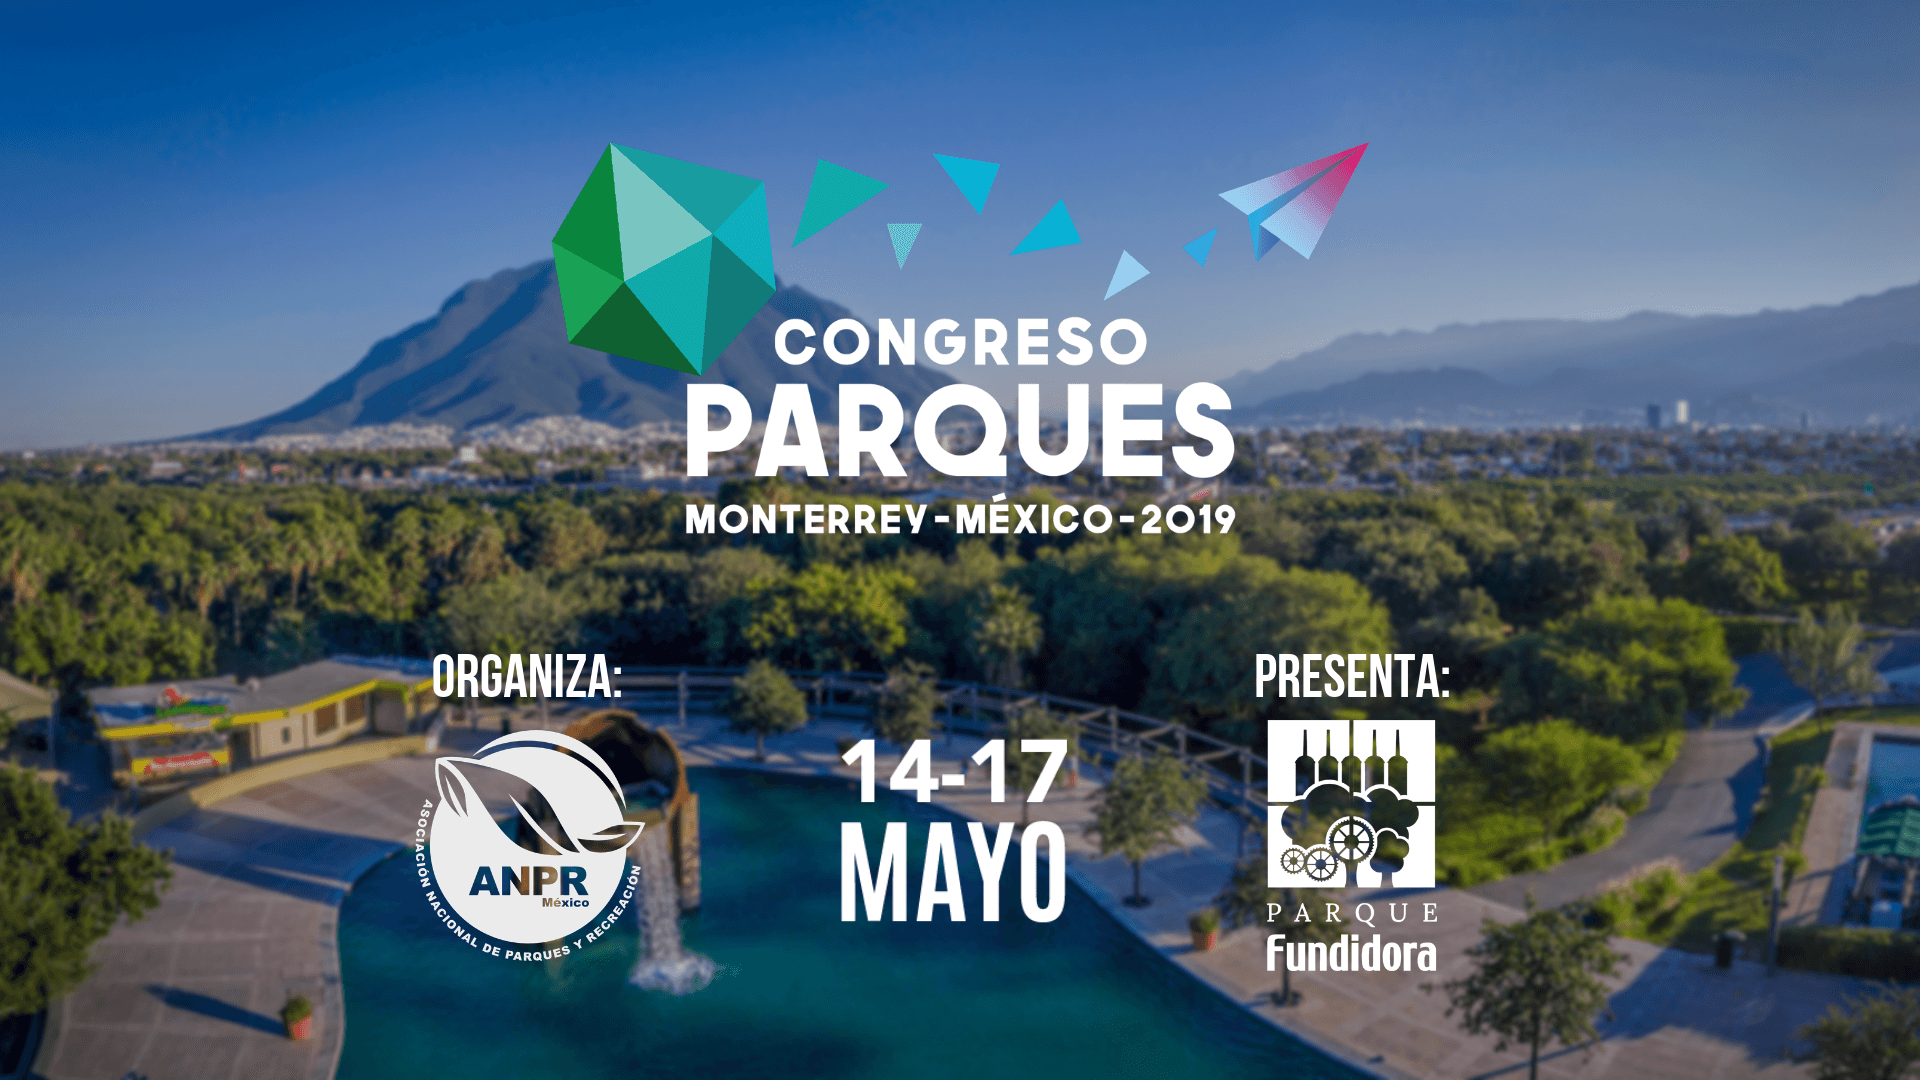 CONGRESO
PARQUES
MONTERREY-MÉXICO-2019
ORGANIZA:
PRESENTA:
14-17
MAYO
ANPR
México
ASOCIACIÓN NACIONAL DE PARQUES Y RECREACIÓN
PARQUE
Fundidora